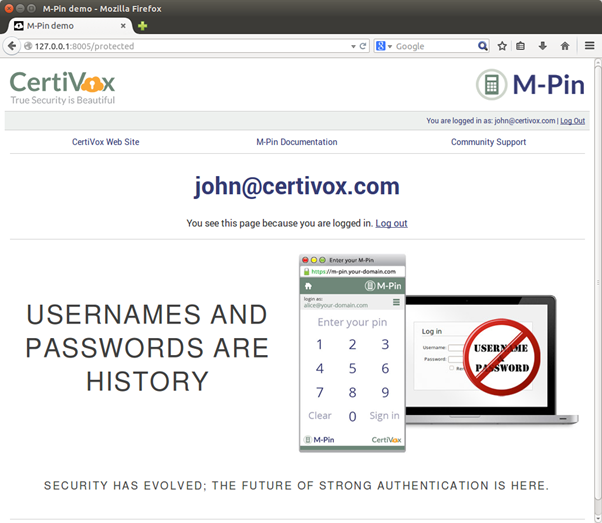 M-Pin demo - Mozilla Firefox
M-Pin demo
127.0.0.1:8005/protected
Google
CertiVox
True Security is Beautiful
M-Pin
You are logged in as: john@certivox.com | Log Out
CertiVox Web Site
M-Pin Documentation
Community Support
john@certivox.com
You see this page because you are logged in. Log out
USERNAMES AND
PASSWORDS ARE
HISTORY
Enter your M-Pin
https://m-pin.your-domain.com
M-Pin
login as:
alice@your-domain.com
Enter your pin
1 2 3
4 5 6
7 8 9
Clear 0 Sign in
M-Pin CertiVox
Log in
Username:
Password:
USERNAME
&
PASSWORD
SECURITY HAS EVOLVED; THE FUTURE OF STRONG AUTHENTICATION IS HERE.